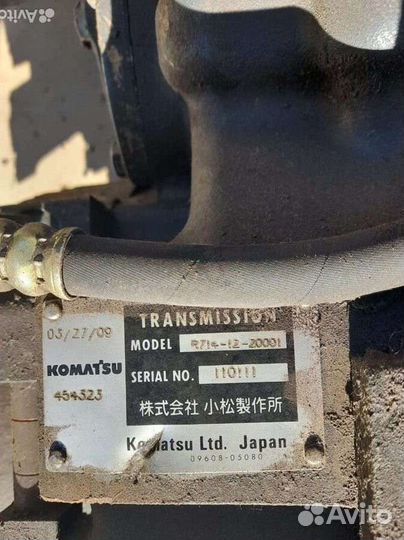 Avito
TRANSMISSION
03/27/09
MODEL R714-12-20001
KOMATSU
SERIAL NO. 110111
454323
株式会社 小松製作所
Komatsu Ltd. Japan
09608-05080
Avito